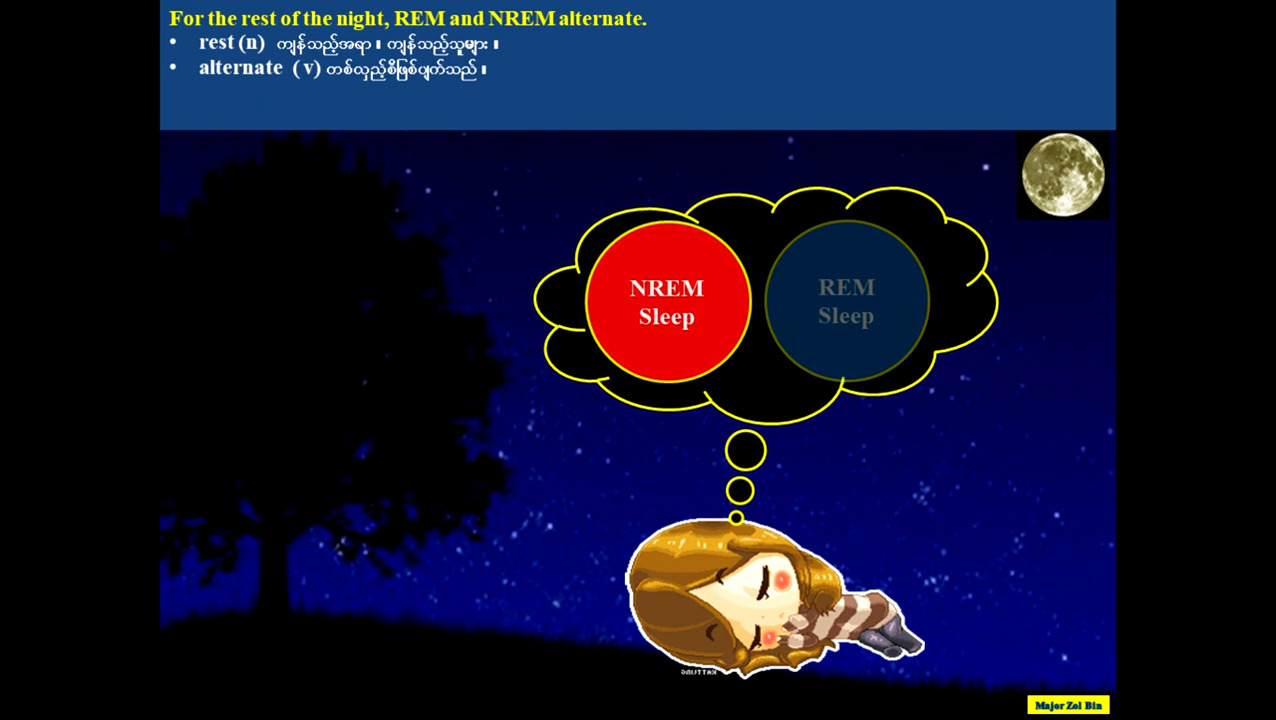 For the rest of the night, REM and NREM alternate.
• rest (n) ကျန်သည့်အရာ ။ ကျန်သည့်သူများ ။
• alternate ( v) တစ်လှည့်စီဖြစ်ပျက်သည် ။
NREM
Sleep
REM
Sleep
Major Zol Bin